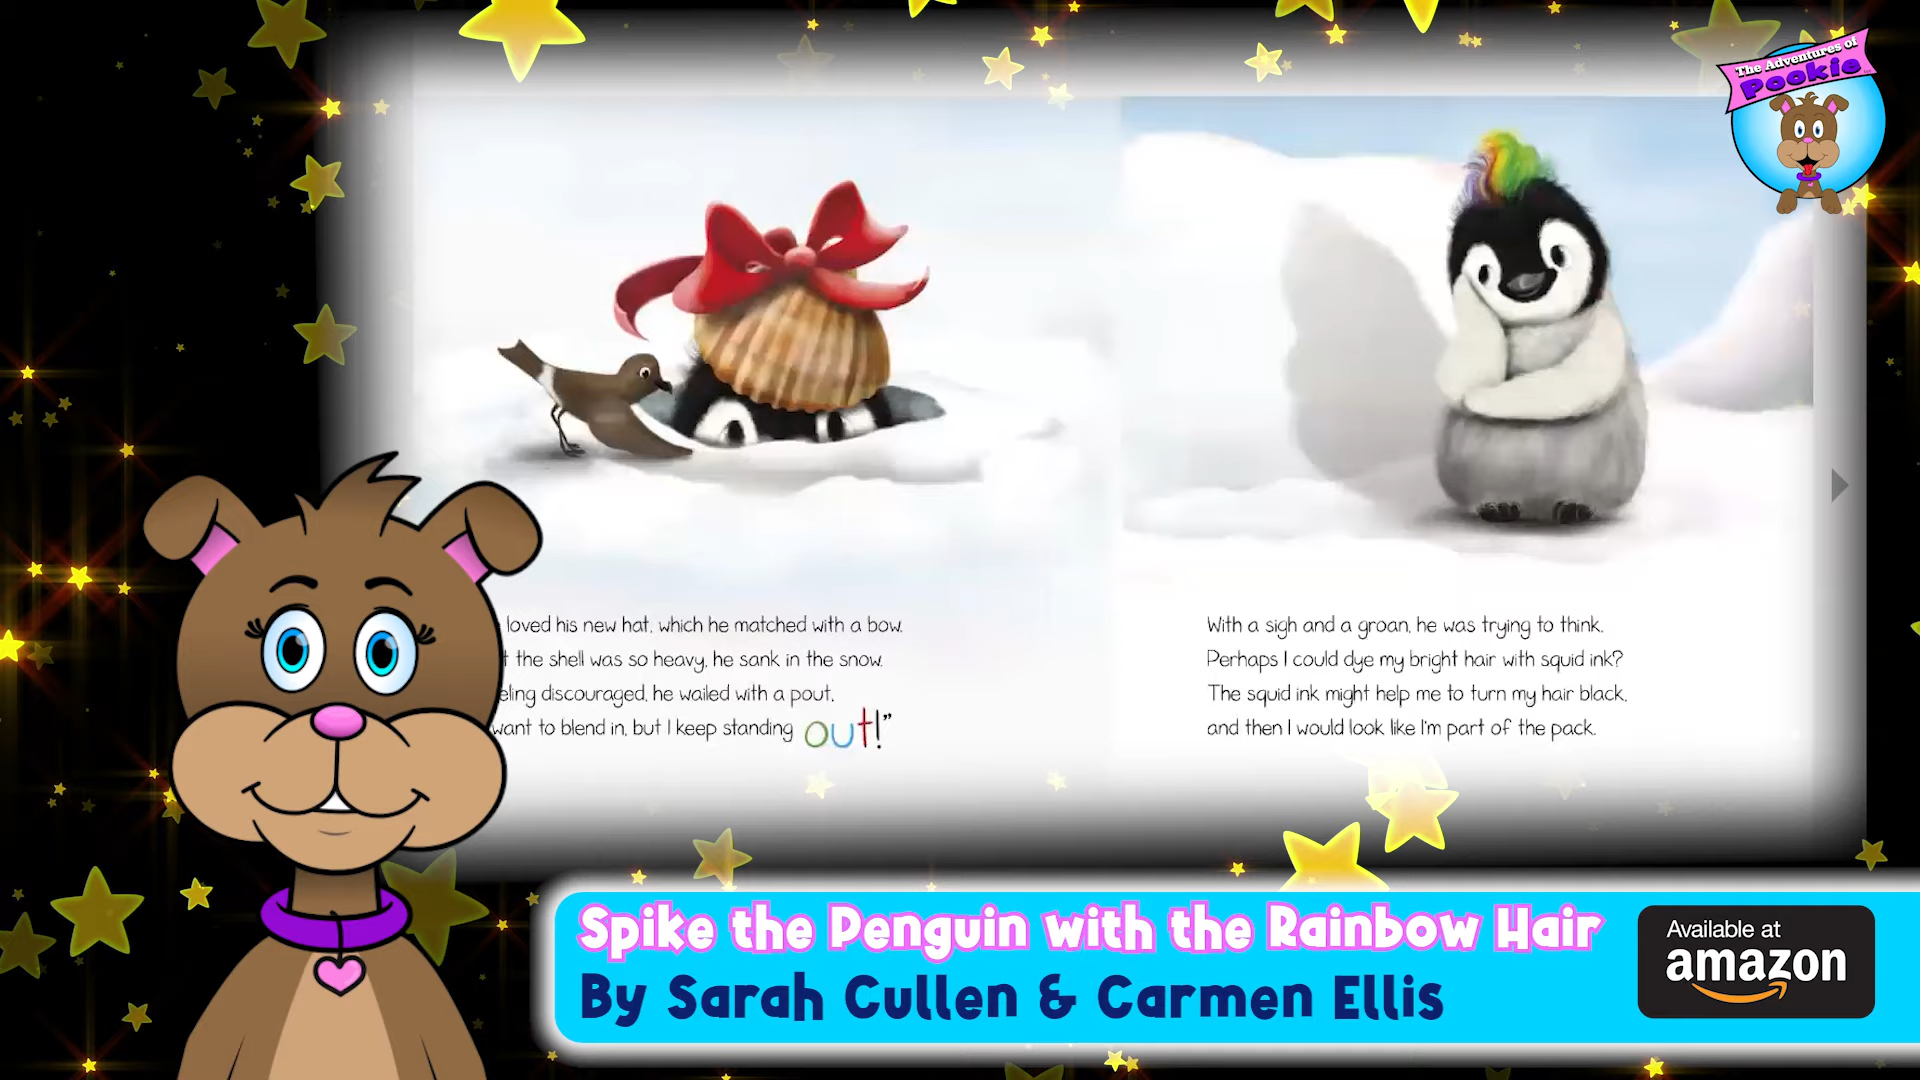 The Adventures of
Pookie
loved his new hat, which he matched with a bow.
the shell was so heavy, he sank in the snow.
discouraged, he wailed with a pout,
want to blend in, but I keep standing out!"
With a sigh and a groan, he was trying to think.
Perhaps I could dye my bright hair with squid ink?
The squid ink might help me to turn my hair black,
and then I would look like I'm part of the pack.
Spike the Penguin with the Rainbow Hair
By Sarah Cullen & Carmen Ellis
Available at
amazon